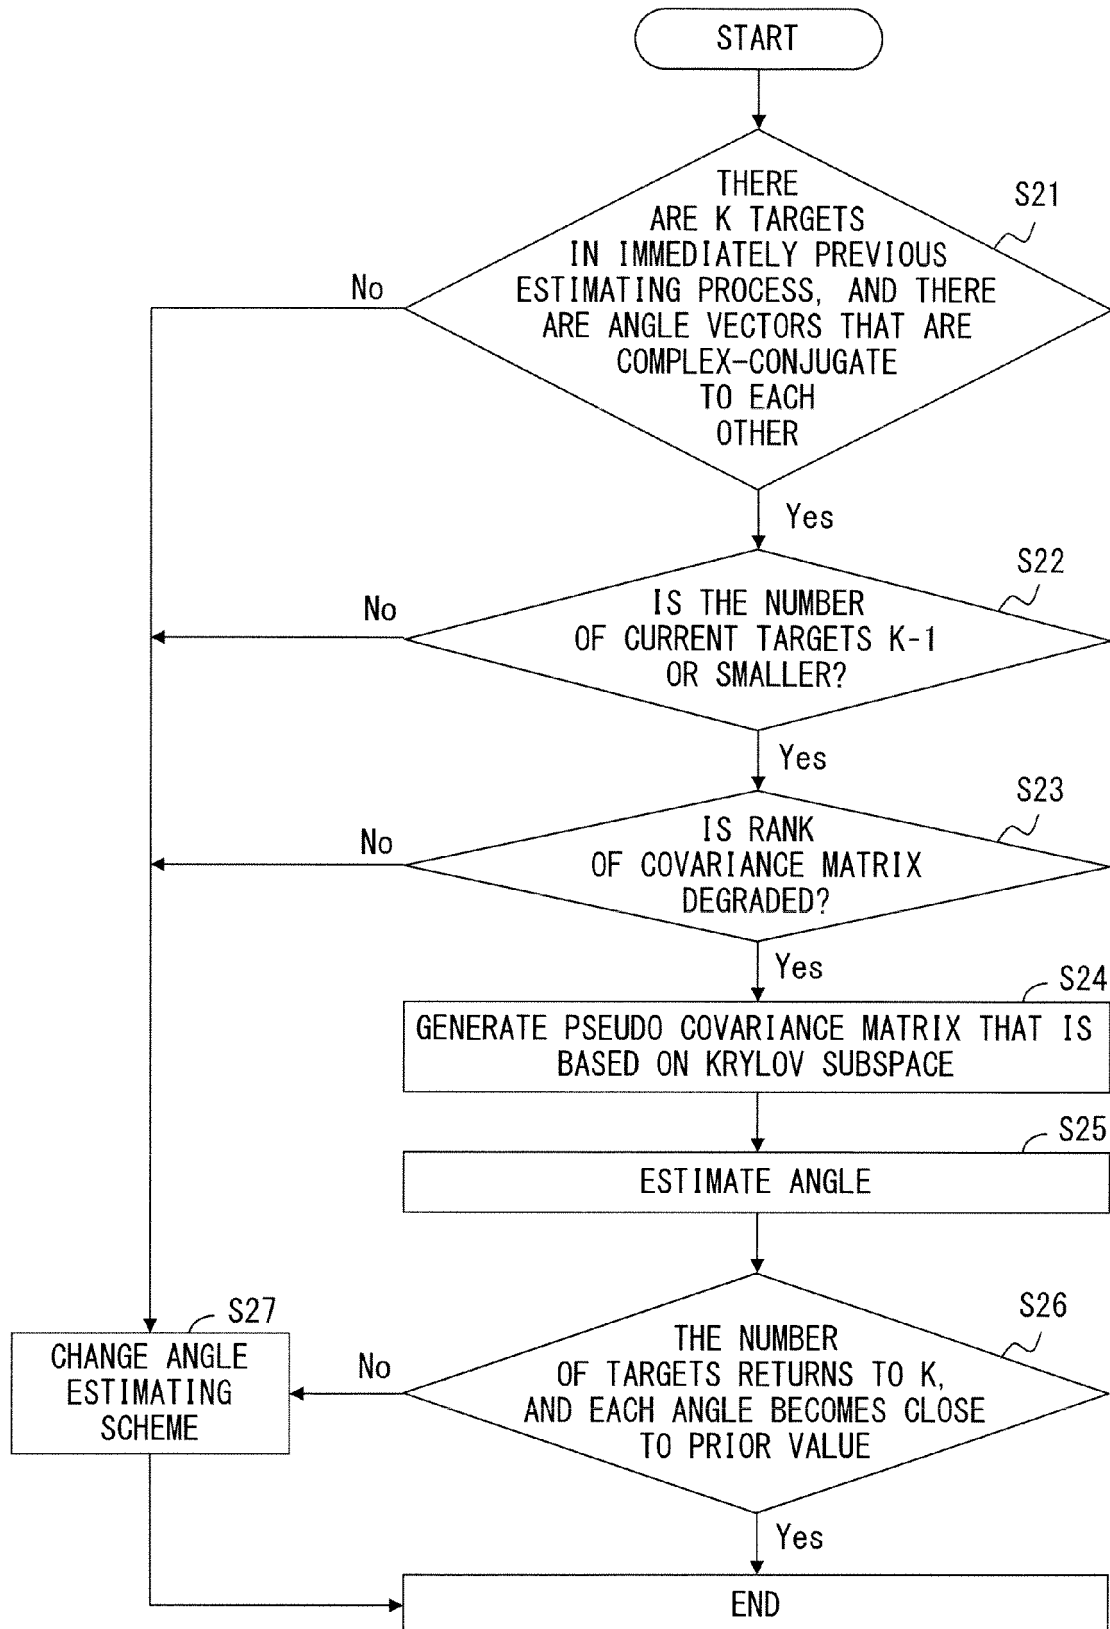 START
THERE
ARE K TARGETS
IN IMMEDIATELY PREVIOUS
ESTIMATING PROCESS, AND THERE
ARE ANGLE VECTORS THAT ARE
COMPLEX-CONJUGATE
TO EACH
OTHER
S21
No
Yes
IS THE NUMBER
OF CURRENT TARGETS K-1
OR SMALLER?
S22
No
Yes
IS RANK
OF COVARIANCE MATRIX
DEGRADED?
S23
No
Yes
S24
GENERATE PSEUDO COVARIANCE MATRIX THAT IS
BASED ON KRYLOV SUBSPACE
S25
ESTIMATE ANGLE
THE NUMBER
OF TARGETS RETURNS TO K,
AND EACH ANGLE BECOMES CLOSE
TO PRIOR VALUE
S26
No
Yes
S27
CHANGE ANGLE
ESTIMATING
SCHEME
END